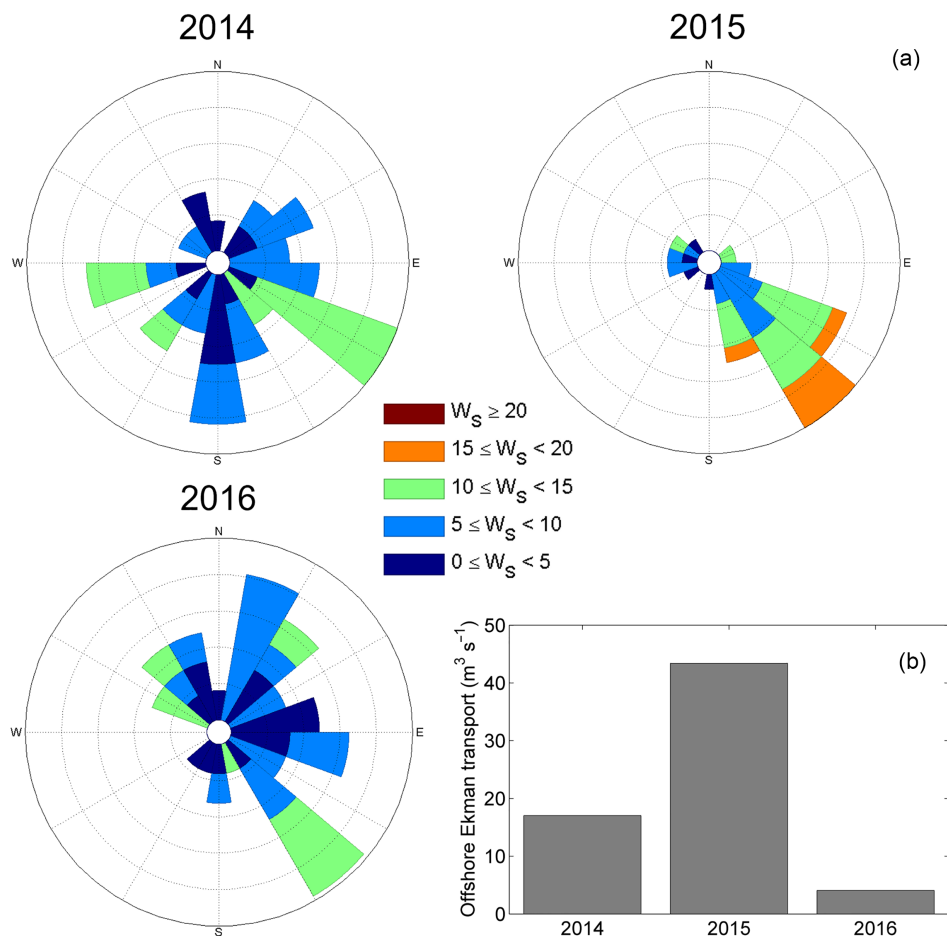 2014
2015
(a)
N
E
S
W
N
E
S
W
W_S ≥ 20
15 ≤ W_S < 20
10 ≤ W_S < 15
5 ≤ W_S < 10
0 ≤ W_S < 5
2016
N
E
S
W
(b)
Offshore Ekman transport (m³ s⁻¹)
50
40
30
20
10
0
2014
2015
2016